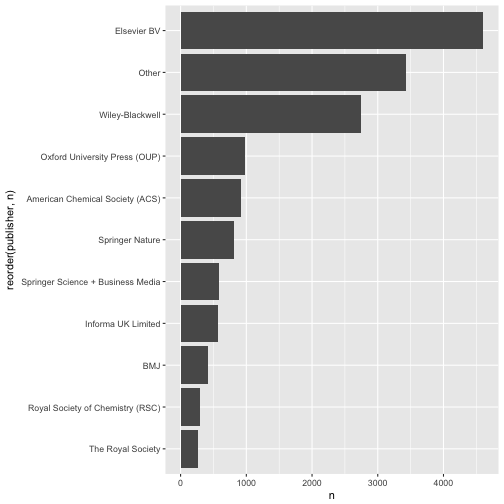 Elsevier BV
Other
Wiley-Blackwell
Oxford University Press (OUP)
American Chemical Society (ACS)
Springer Nature
Springer Science + Business Media
Informa UK Limited
BMJ
Royal Society of Chemistry (RSC)
The Royal Society
reorder(publisher, n)
0 1000 2000 3000 4000
n